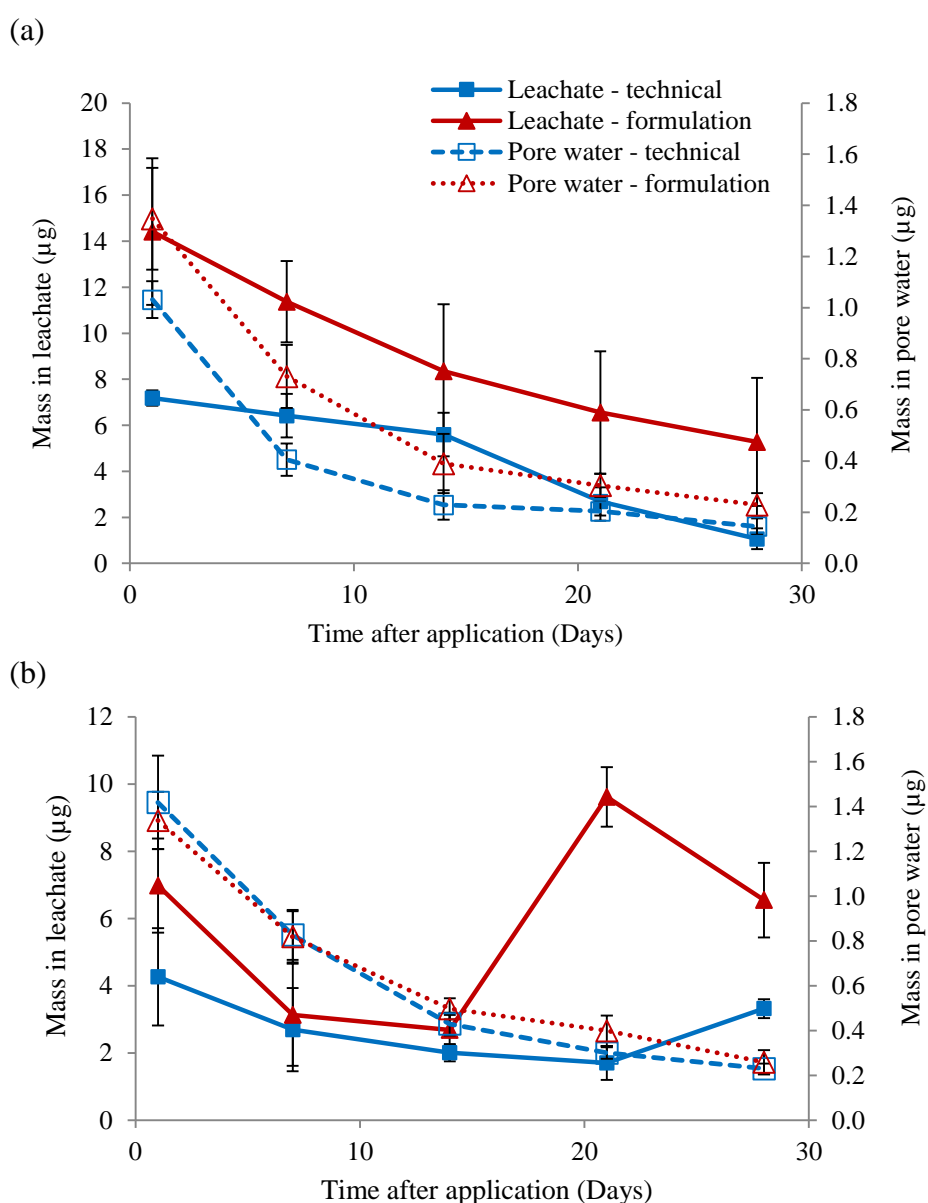 (a)
Leachate - technical
Leachate - formulation
Pore water - technical
Pore water - formulation
20
18
16
14
12
10
8
6
4
2
0
1.8
1.6
1.4
1.2
1.0
0.8
0.6
0.4
0.2
0.0
Mass in leachate (µg)
Mass in pore water (µg)
0 10 20 30
Time after application (Days)
(b)
12
10
8
6
4
2
0
1.8
1.6
1.4
1.2
1.0
0.8
0.6
0.4
0.2
0.0
Mass in leachate (µg)
Mass in pore water (µg)
0 10 20 30
Time after application (Days)